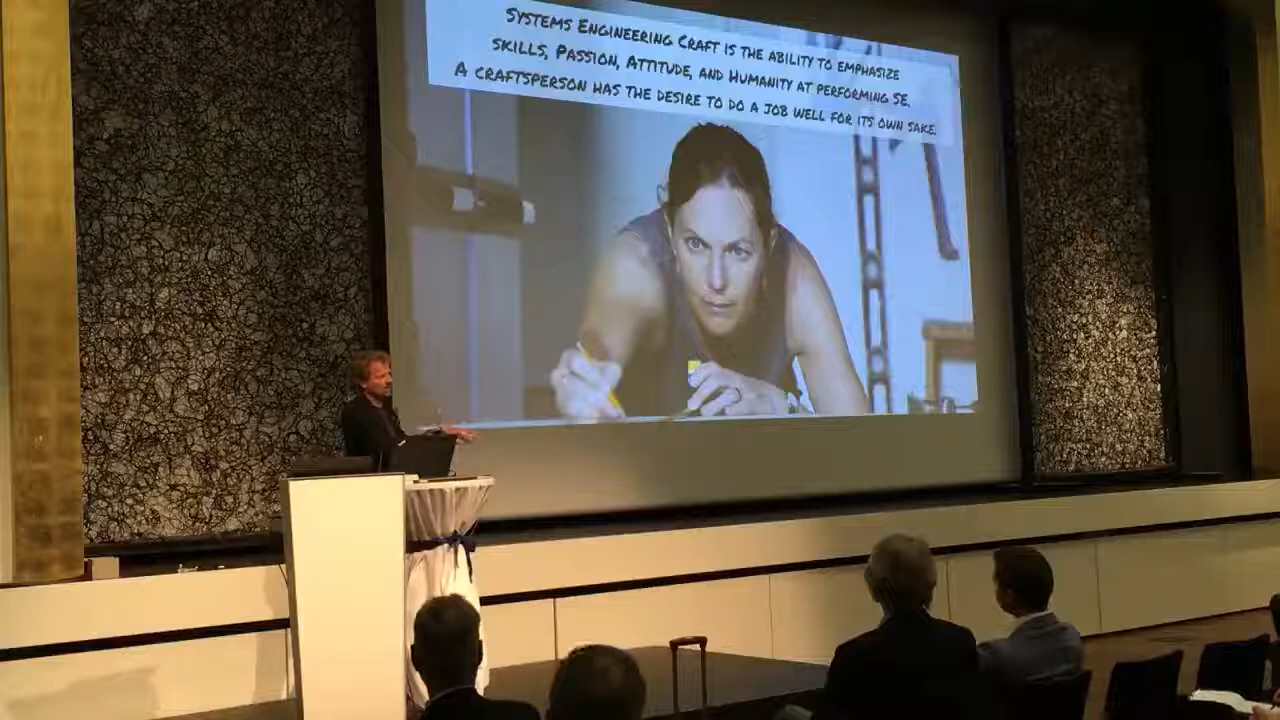 Systems Engineering Craft is the ability to emphasize
skills, Passion, Attitude, and Humanity at performing SE.
A craftsperson has the desire to do a job well for its own sake.